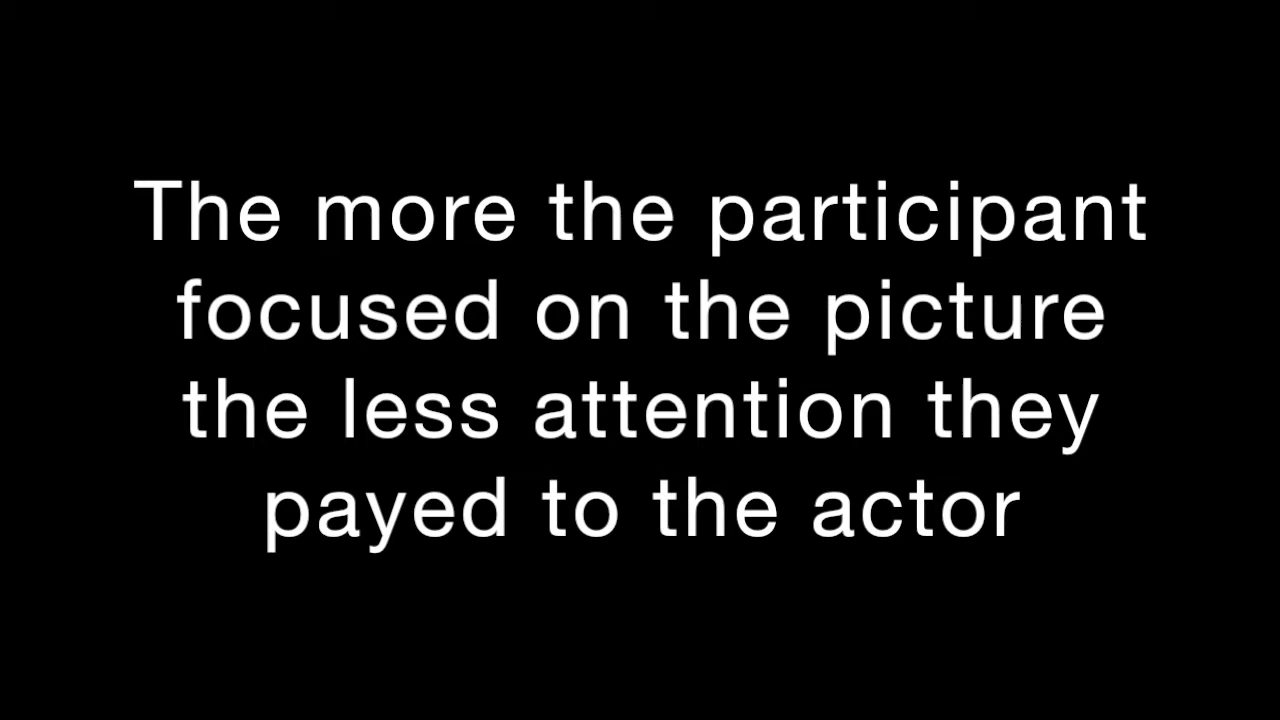 The more the participant
focused on the picture
the less attention they
payed to the actor